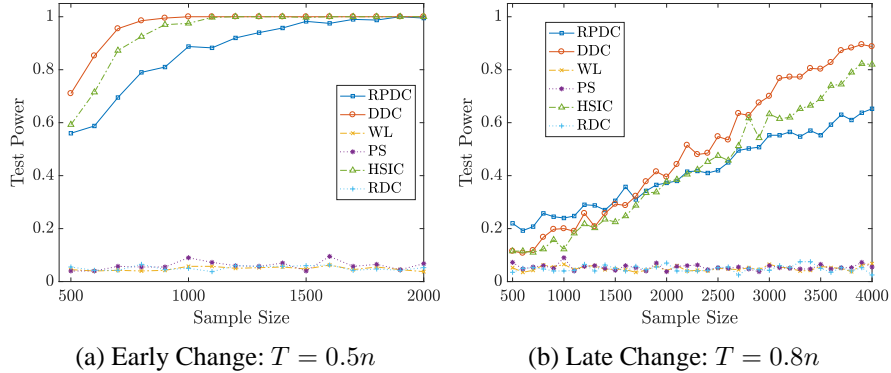 1
0.8
0.6
0.4
0.2
0
Test Power
500
1000
1500
2000
Sample Size
RPDC
DDC
WL
PS
HSIC
RDC
(a) Early Change: T = 0.5n
1
0.8
0.6
0.4
0.2
0
Test Power
500
1000
1500
2000
2500
3000
3500
4000
Sample Size
RPDC
DDC
WL
PS
HSIC
RDC
(b) Late Change: T = 0.8n